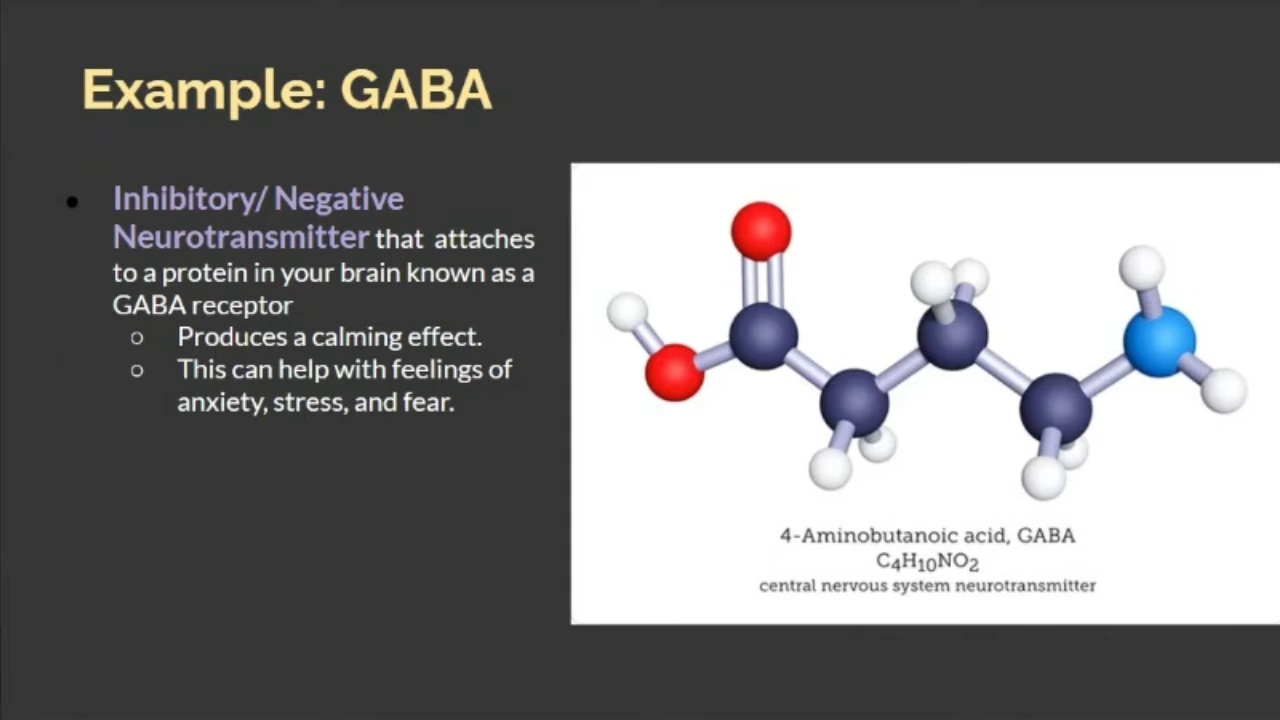 Example: GABA
Inhibitory/ Negative
Neurotransmitter that attaches
to a protein in your brain known as a
GABA receptor
Produces a calming effect.
This can help with feelings of
anxiety, stress, and fear.
4-Aminobutanoic acid, GABA
C₄H₁₀NO₂
central nervous system neurotransmitter